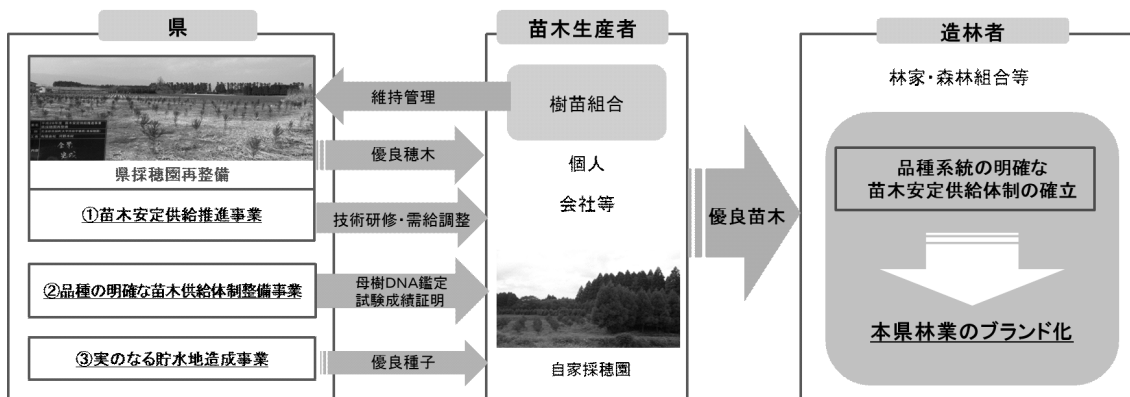 県
県採穂園再整備
①苗木安定供給推進事業
②品種の明確な苗木供給体制整備事業
③実のなる貯水地造成事業
維持管理
優良穂木
技術研修・需給調整
母樹DNA鑑定
試験成績証明
優良種子
苗木生産者
樹苗組合
個人
会社等
自家採穂園
優良苗木
造林者
林家・森林組合等
品種系統の明確な
苗木安定供給体制の確立
本県林業のブランド化